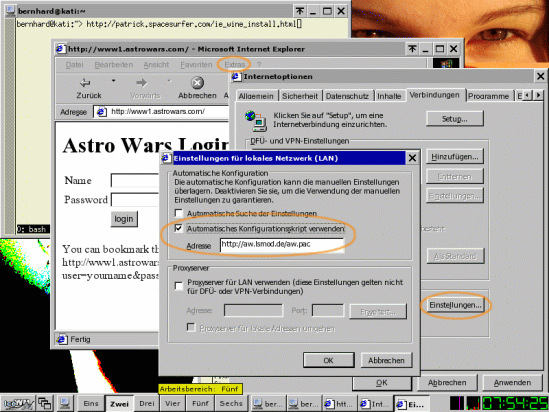 bernhard@kati:~
bernhard@kati:~> http://patrick.spacesurfer.com/ie_wine_install.html
http://www1.astrowars.com/ - Microsoft Internet Explorer
Datei Bearbeiten Ansicht Favoriten Extras ?
Zurück Vorwärts Abbrechen
Adresse http://www1.astrowars.com/
Astro Wars Login
Name
Password
login
You can bookmark th
http://www1.astrowars
user=yourname&pass
Fertig
Internetoptionen
Allgemein Sicherheit Datenschutz Inhalte Verbindungen Programme E
Klicken Sie auf "Setup", um eine
Internetverbindung einzurichten.
Setup...
DFÜ- und VPN-Einstellungen
Hinzufügen...
Entfernen
Einstellungen...
Als Standard
Einstellungen...
OK Abbrechen Anwenden
Einstellungen für lokales Netzwerk (LAN)
Automatische Konfiguration
Die automatische Konfiguration kann die manuellen Einstellungen
überlagern. Deaktivieren Sie sie, um die Verwendung der manuellen
Einstellungen zu garantieren.
Automatische Suche der Einstellungen
Automatisches Konfigurationsskript verwenden
Adresse http://aw.lsmod.de/aw.pac
Proxyserver
Proxyserver für LAN verwenden (diese Einstellungen gelten nicht
für DFÜ- oder VPN-Verbindungen)
Adresse: Port: Erweitert...
Proxyserver für lokale Adressen umgehen
OK Abbrechen
0: bash
Arbeitsbereich: Fünf
Eins Zwei Drei Vier Fünf Sechs
ber... ber... htt... Int... Ei...
07:54:25